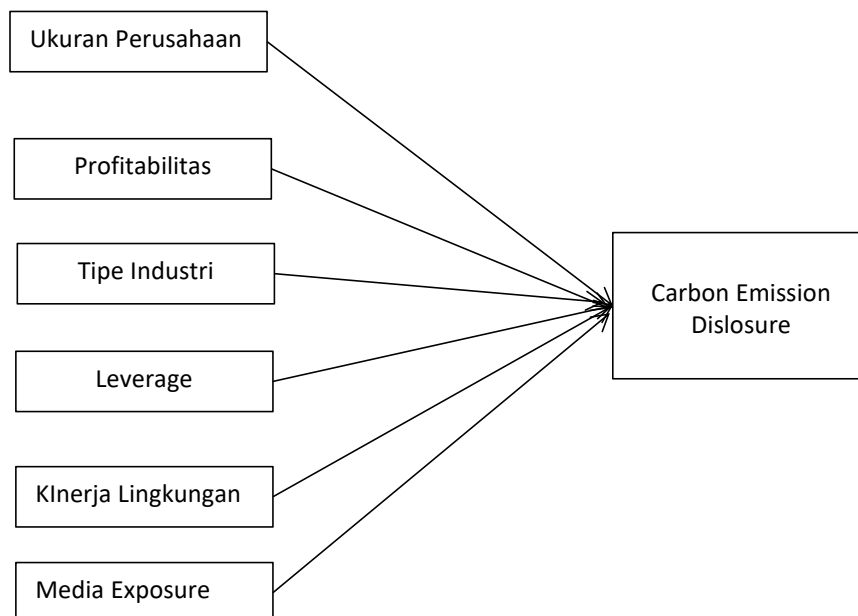 Ukuran Perusahaan
Profitabilitas
Tipe Industri
Leverage
KInerja Lingkungan
Media Exposure
Carbon Emission
Dislosure